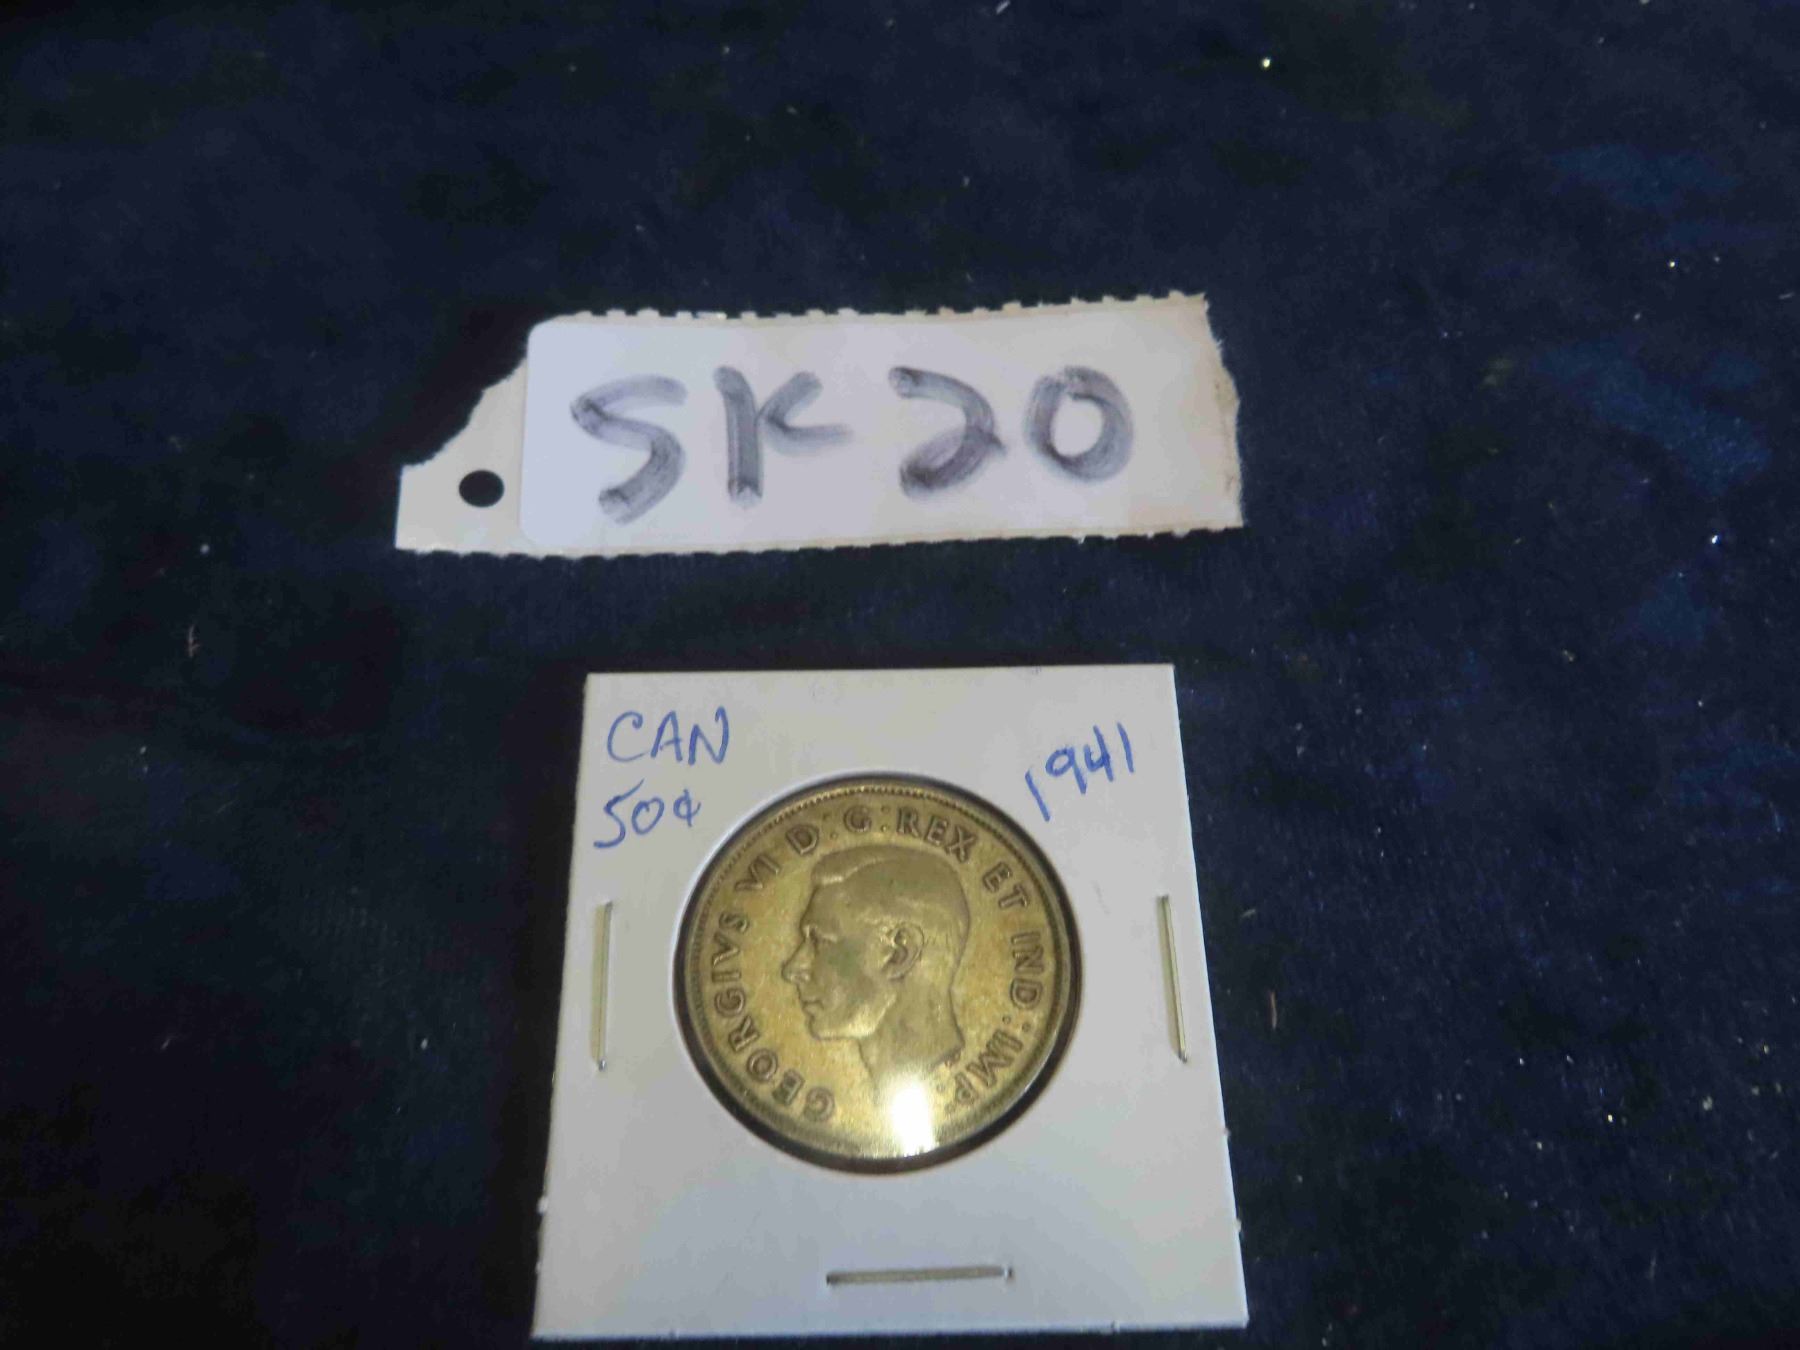 SK20
CAN
50¢
1941
GEORGIVS VI D:G:REX ET IND:IMP: